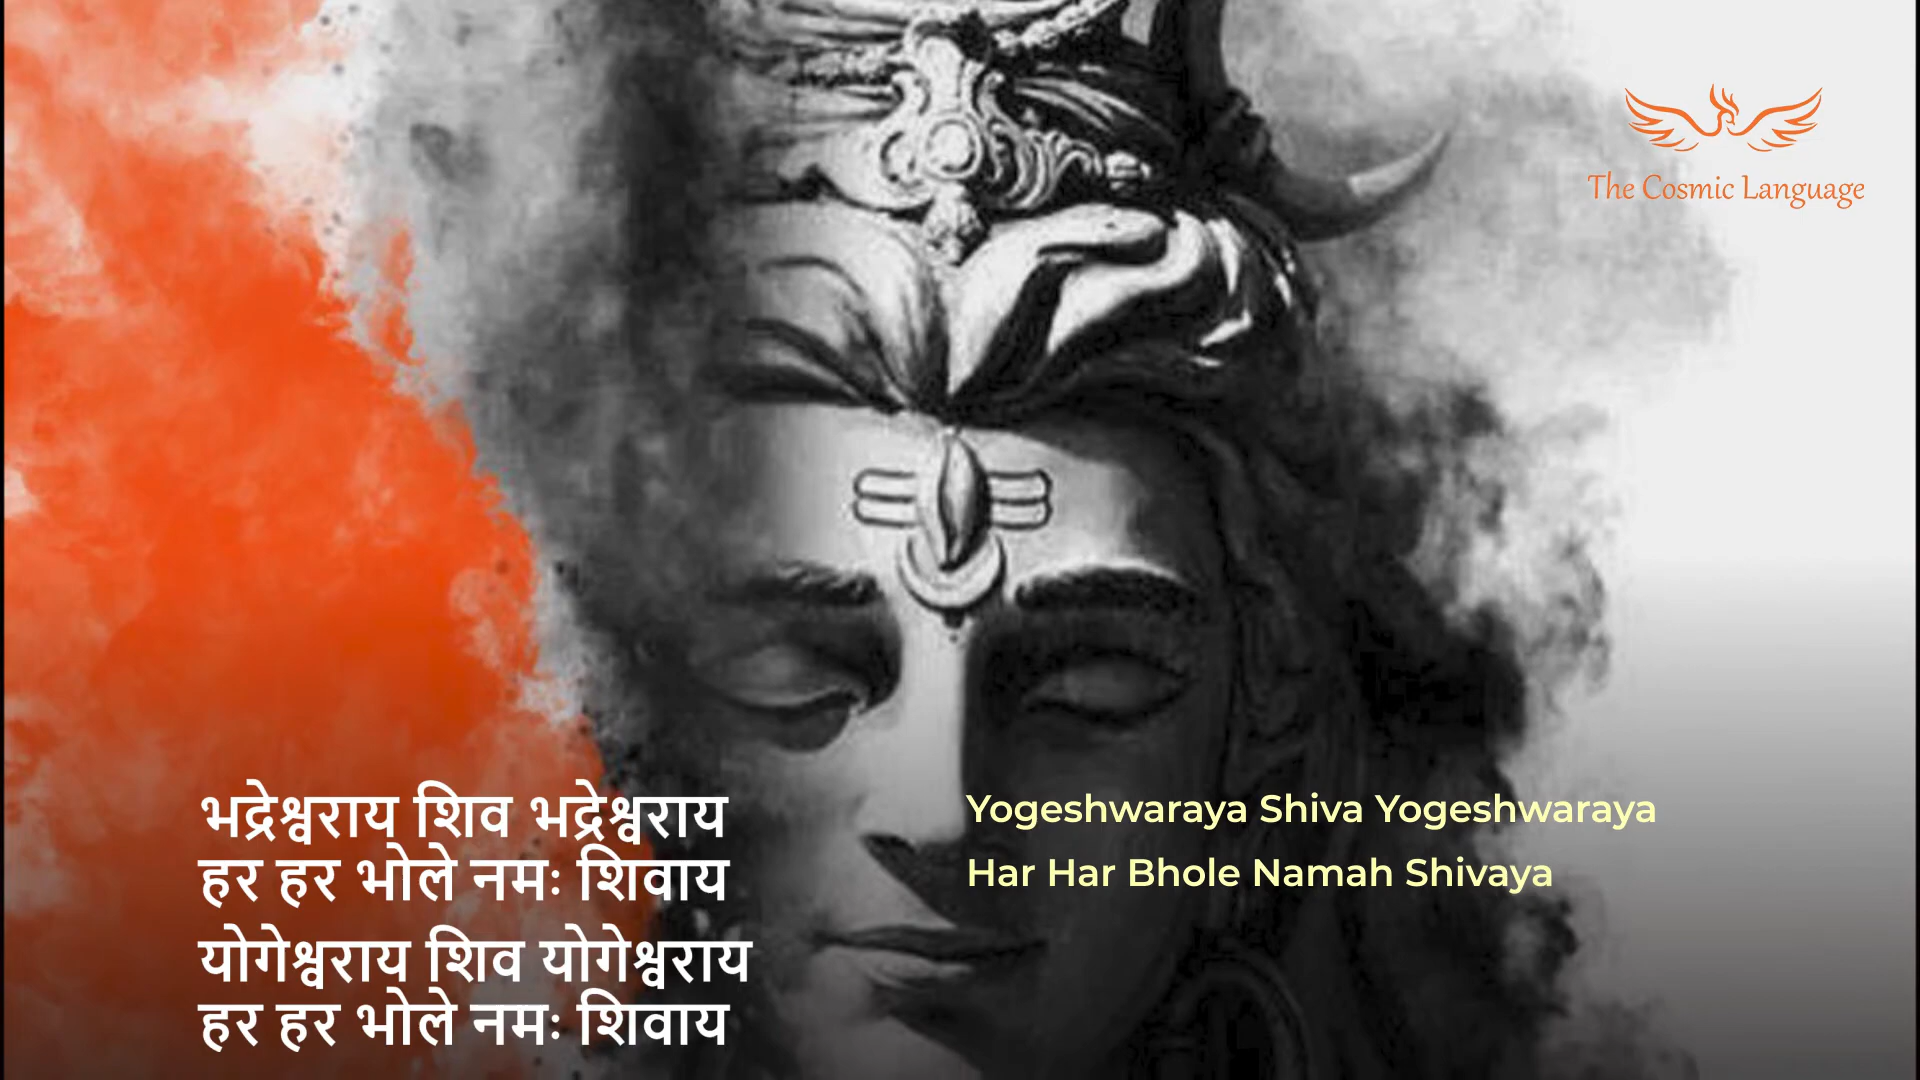 The Cosmic Language
भद्रेश्वराय शिव भद्रेश्वराय
हर हर भोले नमः शिवाय
योगेश्वराय शिव योगेश्वराय
हर हर भोले नमः शिवाय
Yogeshwaraya Shiva Yogeshwaraya
Har Har Bhole Namah Shivaya